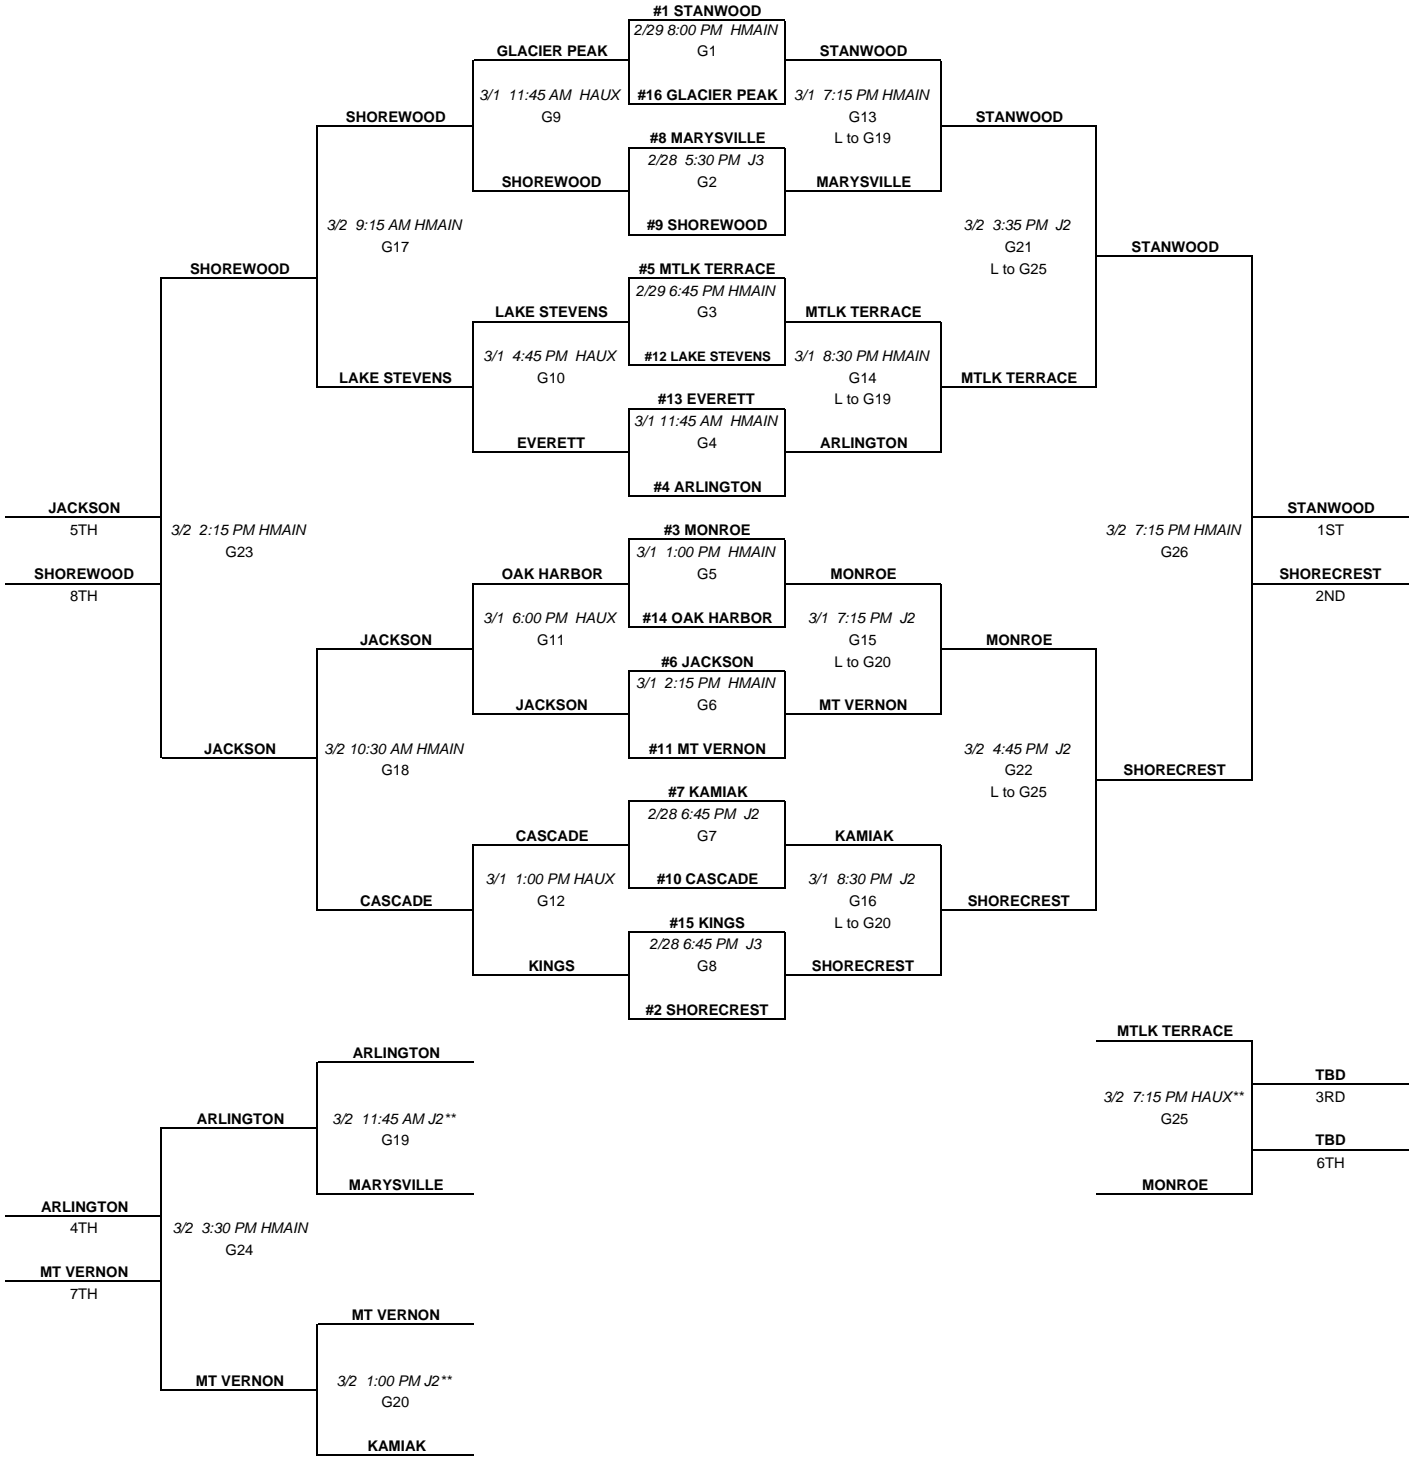 #1 STANWOOD
2/29 8:00 PM HMAIN
GLACIER PEAK
G1
STANWOOD
3/1 11:45 AM HAUX
#16 GLACIER PEAK
3/1 7:15 PM HMAIN
SHOREWOOD
G9
G13
STANWOOD
#8 MARYSVILLE
L to G19
2/28 5:30 PM J3
SHOREWOOD
G2
MARYSVILLE
3/2 9:15 AM HMAIN
#9 SHOREWOOD
3/2 3:35 PM J2
G17
G21
STANWOOD
SHOREWOOD
#5 MTLK TERRACE
L to G25
2/29 6:45 PM HMAIN
LAKE STEVENS
G3
MTLK TERRACE
3/1 4:45 PM HAUX
#12 LAKE STEVENS
3/1 8:30 PM HMAIN
LAKE STEVENS
G10
G14
MTLK TERRACE
#13 EVERETT
L to G19
3/1 11:45 AM HMAIN
EVERETT
G4
ARLINGTON
#4 ARLINGTON
JACKSON
STANWOOD
5TH
3/2 2:15 PM HMAIN
#3 MONROE
3/2 7:15 PM HMAIN
1ST
G23
3/1 1:00 PM HMAIN
G26
SHOREWOOD
OAK HARBOR
G5
MONROE
SHORECREST
8TH
2ND
3/1 6:00 PM HAUX
#14 OAK HARBOR
3/1 7:15 PM J2
JACKSON
G11
G15
MONROE
#6 JACKSON
L to G20
3/1 2:15 PM HMAIN
JACKSON
G6
MT VERNON
JACKSON
3/2 10:30 AM HMAIN
#11 MT VERNON
3/2 4:45 PM J2
G18
G22
SHORECREST
#7 KAMIAK
L to G25
2/28 6:45 PM J2
CASCADE
G7
KAMIAK
3/1 1:00 PM HAUX
#10 CASCADE
3/1 8:30 PM J2
CASCADE
G12
G16
SHORECREST
#15 KINGS
L to G20
2/28 6:45 PM J3
KINGS
G8
SHORECREST
#2 SHORECREST
MTLK TERRACE
ARLINGTON
TBD
3/2 7:15 PM HAUX**
3RD
ARLINGTON
3/2 11:45 AM J2**
G25
G19
TBD
6TH
MARYSVILLE
MONROE
ARLINGTON
4TH
3/2 3:30 PM HMAIN
G24
MT VERNON
7TH
MT VERNON
MT VERNON
3/2 1:00 PM J2**
G20
KAMIAK